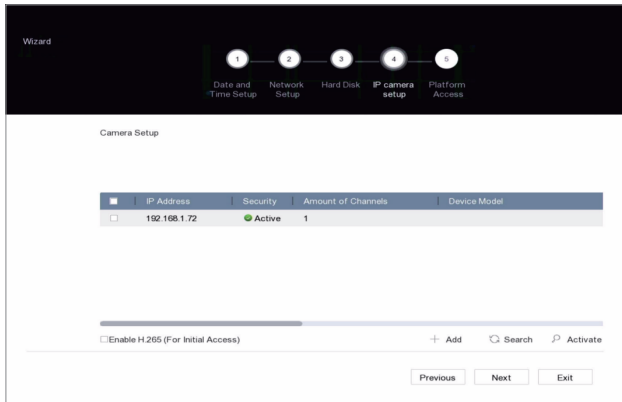 Wizard
1 2 3 4 5
Date and Time Setup
Network Setup
Hard Disk
IP camera setup
Platform Access
Camera Setup
IP Address Security Amount of Channels Device Model
192.168.1.72 Active 1
Enable H.265 (For Initial Access) Add Search Activate
Previous Next Exit